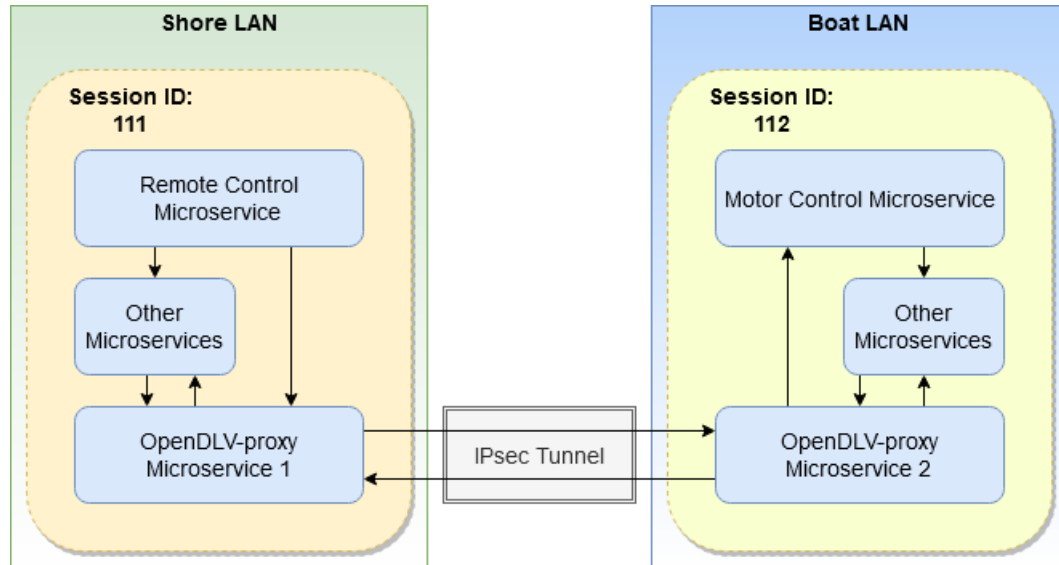 Shore LAN
Session ID:
111
Remote Control
Microservice
Other
Microservices
OpenDLV-proxy
Microservice 1
IPsec Tunnel
Boat LAN
Session ID:
112
Motor Control Microservice
Other
Microservices
OpenDLV-proxy
Microservice 2